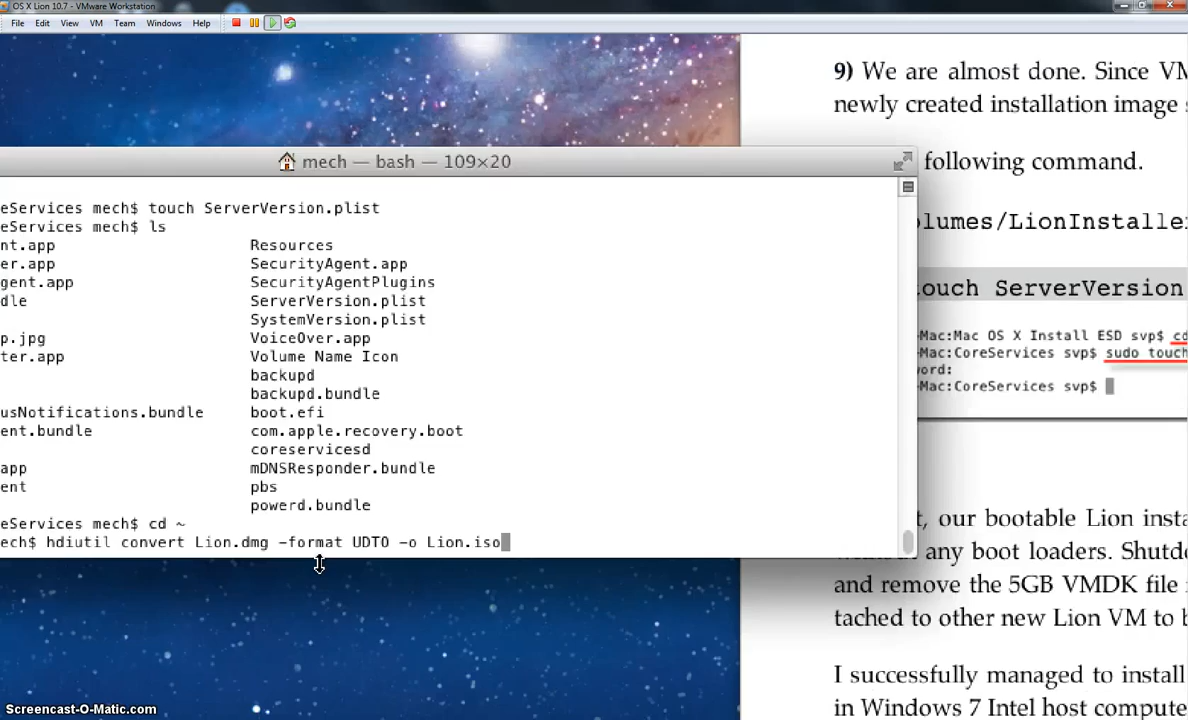 OS X Lion 10.7 - VMware Workstation
File Edit View VM Team Windows Help
mech — bash — 109×20
eServices mech$ touch ServerVersion.plist
eServices mech$ ls
nt.app Resources
er.app SecurityAgent.app
gent.app SecurityAgentPlugins
dle ServerVersion.plist
SystemVersion.plist
p.jpg VoiceOver.app
ter.app Volume Name Icon
backupd
backupd.bundle
usNotifications.bundle boot.efi
ent.bundle com.apple.recovery.boot
coreservicesd
app mDNSResponder.bundle
ent pbs
powerd.bundle
eServices mech$ cd ~
ech$ hdiutil convert Lion.dmg -format UDTO -o Lion.iso
9) We are almost done. Since VM
newly created installation image
following command.
olumes/LionInstaller
touch ServerVersion
-Mac:Mac OS X Install ESD svp$ cd
-Mac:CoreServices svp$ sudo touch
word:
-Mac:CoreServices svp$
t, our bootable Lion insta
any boot loaders. Shutdo
and remove the 5GB VMDK file i
tached to other new Lion VM to b
I successfully managed to install
in Windows 7 Intel host compute
Screencast-O-Matic.com